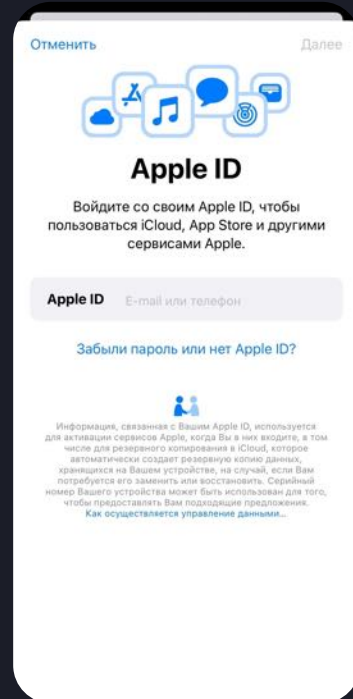 Отменить
Далее
Apple ID
Войдите со своим Apple ID, чтобы
пользоваться iCloud, App Store и другими
сервисами Apple.
Apple ID E-mail или телефон
Забыли пароль или нет Apple ID?
Информация, связанная с Вашим Apple ID, используется
для активации сервисов Apple, когда Вы в них входите, в том
числе для резервного копирования в iCloud, которое
автоматически создает резервную копию данных,
хранящихся на Вашем устройстве, на случай, если Вам
потребуется его заменить или восстановить. Серийный
номер Вашего устройства может быть использован для того,
чтобы предоставлять Вам подходящие предложения.
Как осуществляется управление данными...